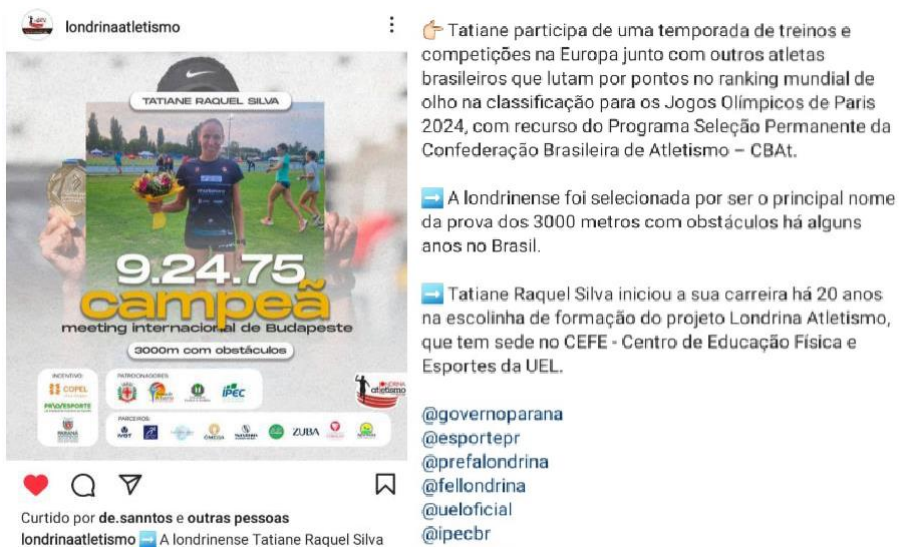 londrinaatletismo
TATIANE RAQUEL SILVA
9.24.75
campeã
meeting internacional de Budapeste
3000m com obstáculos
INCENTIVO:
COPEL
PROESPORTE
PARANÁ
PATROCINADORES:
IPEC
LONDRINA
atletismo
PARCEIROS:
NGT
ÔMEGA
ZUBA
Curtido por de.sanntos e outras pessoas
londrinaatletismo ➡️ A londrinense Tatiane Raquel Silva
👉🏻 Tatiane participa de uma temporada de treinos e
competições na Europa junto com outros atletas
brasileiros que lutam por pontos no ranking mundial de
olho na classificação para os Jogos Olímpicos de Paris
2024, com recurso do Programa Seleção Permanente da
Confederação Brasileira de Atletismo – CBAt.
➡️ A londrinense foi selecionada por ser o principal nome
da prova dos 3000 metros com obstáculos há alguns
anos no Brasil.
➡️ Tatiane Raquel Silva iniciou a sua carreira há 20 anos
na escolinha de formação do projeto Londrina Atletismo,
que tem sede no CEFE - Centro de Educação Física e
Esportes da UEL.
@governoparana
@esportepr
@prefalondrina
@fellondrina
@ueloficial
@ipecbr